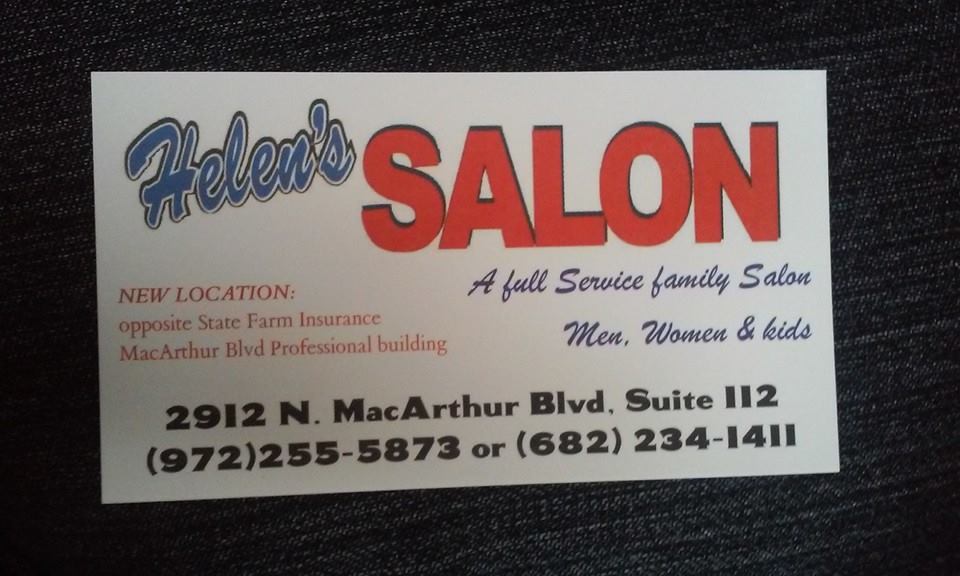 Helen's SALON
A full Service family Salon
Men, Women & kids
NEW LOCATION:
opposite State Farm Insurance
MacArthur Blvd Professional building
2912 N. MacArthur Blvd, Suite 112
(972)255-5873 or (682) 234-1411